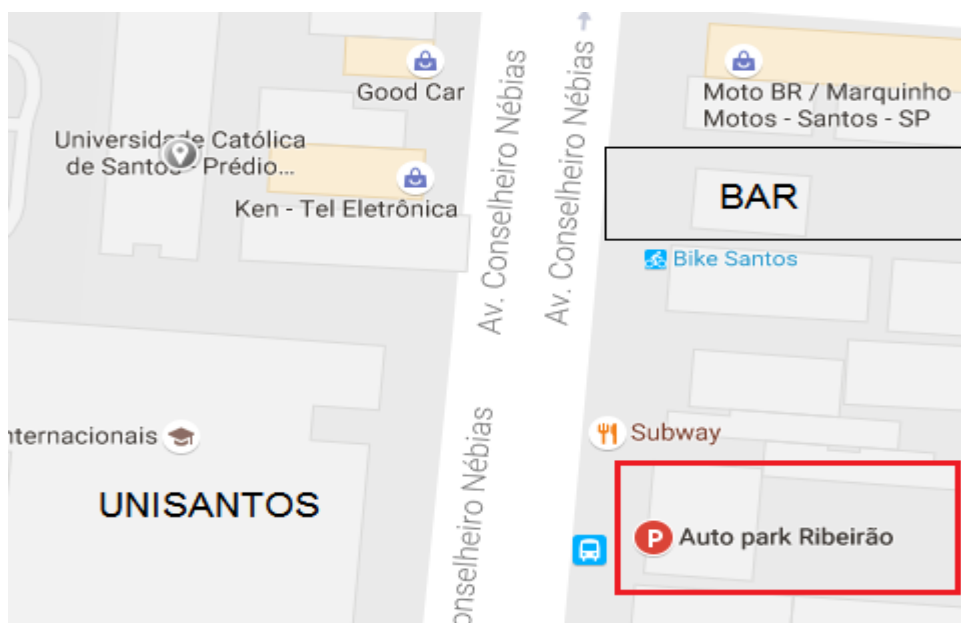 Good Car
Universidade Católica
de Santos - Prédio...
Ken - Tel Eletrônica
Av. Conselheiro Nébias
Av. Conselheiro Nébias
Moto BR / Marquinho
Motos - Santos - SP
BAR
Bike Santos
nternacionais
UNISANTOS
onselheiro Nébias
Subway
P
Auto park Ribeirão